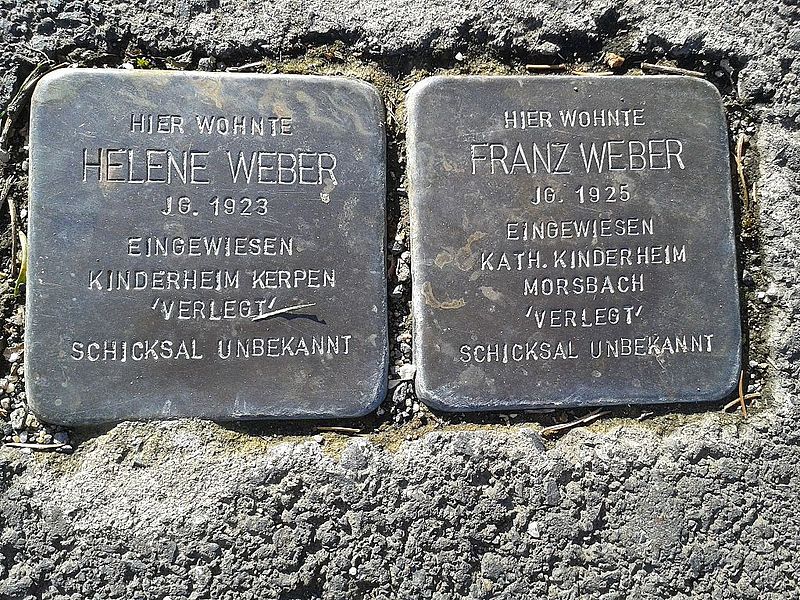 HIER WOHNTE
HELENE WEBER
JG. 1923
EINGEWIESEN
KINDERHEIM KERPEN
'VERLEGT'
SCHICKSAL UNBEKANNT
HIER WOHNTE
FRANZ WEBER
JG. 1925
EINGEWIESEN
KATH. KINDERHEIM
MORSBACH
'VERLEGT'
SCHICKSAL UNBEKANNT